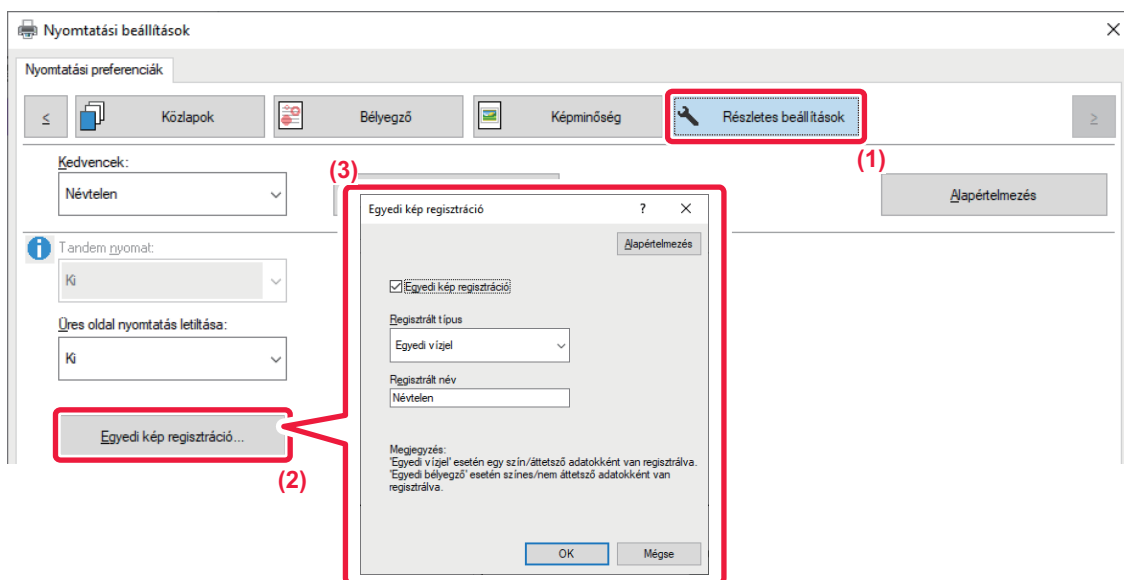 Nyomtatási beállítások
Nyomtatási preferenciák
<
Közlapok
Bélyegző
Képminőség
Részletes beállítások
>
(1)
Kedvencek:
Névtelen
(3)
Alapértelmezés
Egyedi kép regisztráció
?
Alapértelmezés
Tandem nyomat:
Ki
Egyedi kép regisztráció
Üres oldal nyomtatás letiltása:
Ki
Regisztrált típus
Egyedi vízjel
Regisztrált név
Névtelen
Egyedi kép regisztráció...
(2)
Megjegyzés:
'Egyedi vízjel' esetén egy szín/áttetsző adatokként van regisztrálva.
'Egyedi bélyegző' esetén színes/nem áttetsző adatokként van
regisztrálva.
OK
Mégse